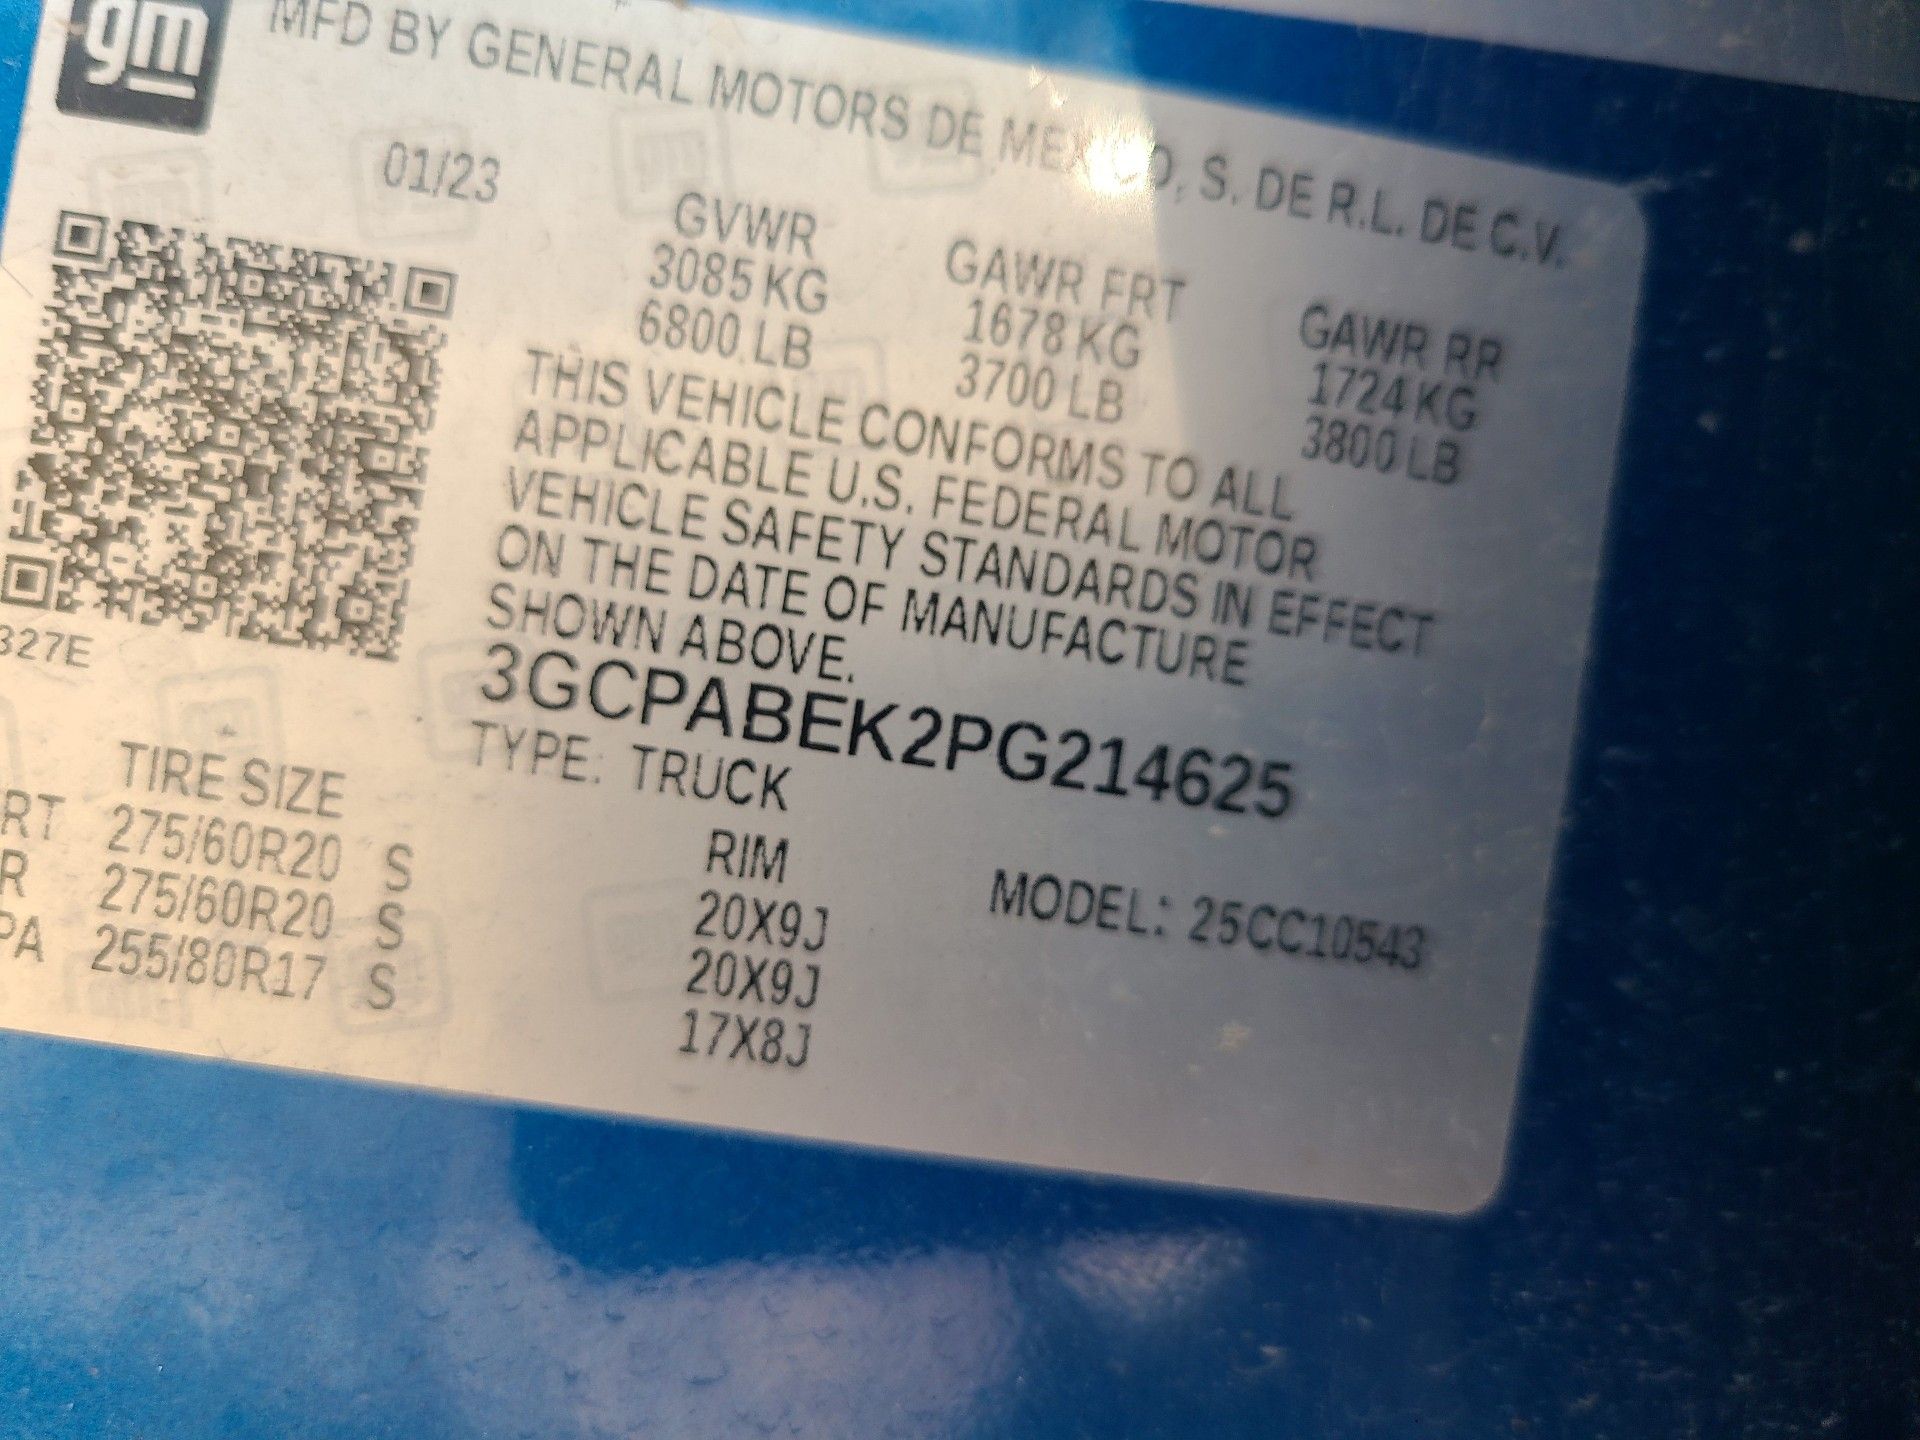 gm
MFD BY GENERAL MOTORS DE MEXICO, S. DE R.L. DE C.V.
01/23
GVWR GAWR FRT GAWR RR
3085 KG 1678 KG 1724 KG
6800 LB 3700 LB 3800 LB
THIS VEHICLE CONFORMS TO ALL
APPLICABLE U.S. FEDERAL MOTOR
VEHICLE SAFETY STANDARDS IN EFFECT
ON THE DATE OF MANUFACTURE
SHOWN ABOVE.
327E
3GCPABEK2PG214625
TYPE: TRUCK
TIRE SIZE RIM MODEL: 25CC10543
RT 275/60R20 S 20X9J
R 275/60R20 S 20X9J
PA 255/80R17 S 17X8J